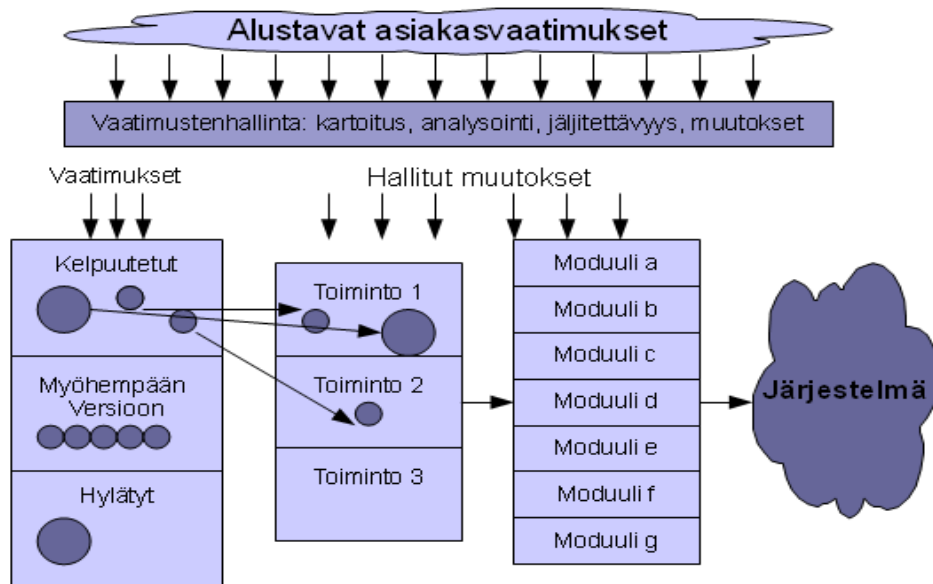 Alustavat asiakasvaatimukset
Vaatimustenhallinta: kartoitus, analysointi, jäljitettävyys, muutokset
Vaatimukset
Hallitut muutokset
Kelpuutetut
Myöhempään
Versioon
Hylätyt
Toiminto 1
Toiminto 2
Toiminto 3
Moduuli a
Moduuli b
Moduuli c
Moduuli d
Moduuli e
Moduuli f
Moduuli g
Järjestelmä